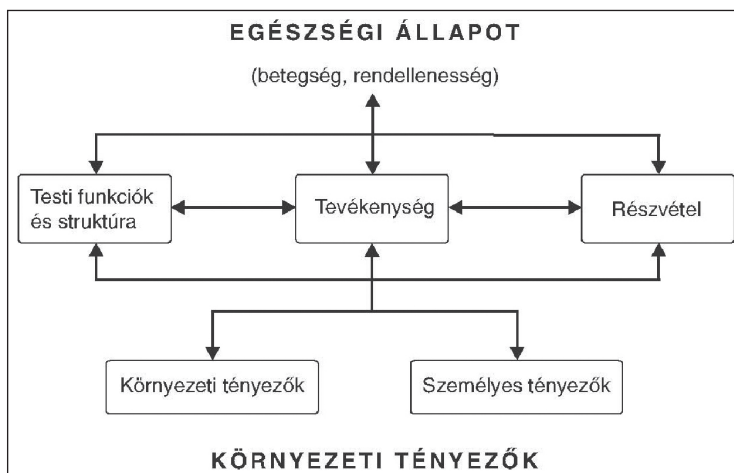 EGÉSZSÉGI ÁLLAPOT
(betegség, rendellenesség)
Testi funkciók
és struktúra
Tevékenység
Részvétel
Környezeti tényezők
Személyes tényezők
KÖRNYEZETI TÉNYEZŐK